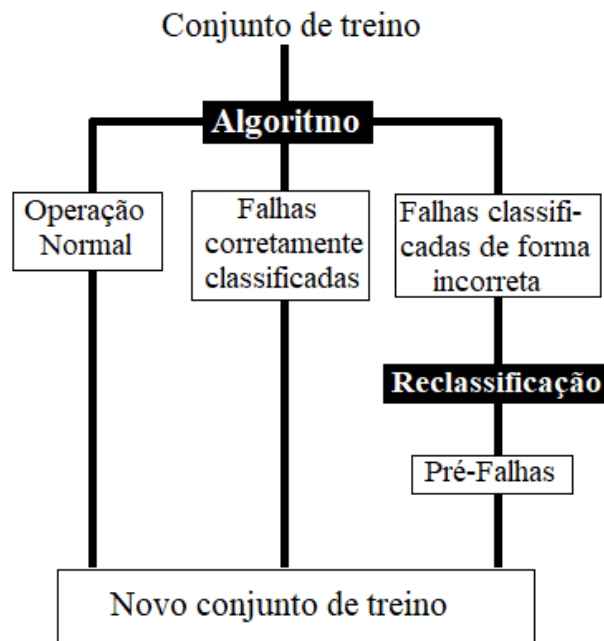 Conjunto de treino
Algoritmo
Operação
Normal
Falhas
corretamente
classificadas
Falhas classifi-
cadas de forma
incorreta
Reclassificação
Pré-Falhas
Novo conjunto de treino